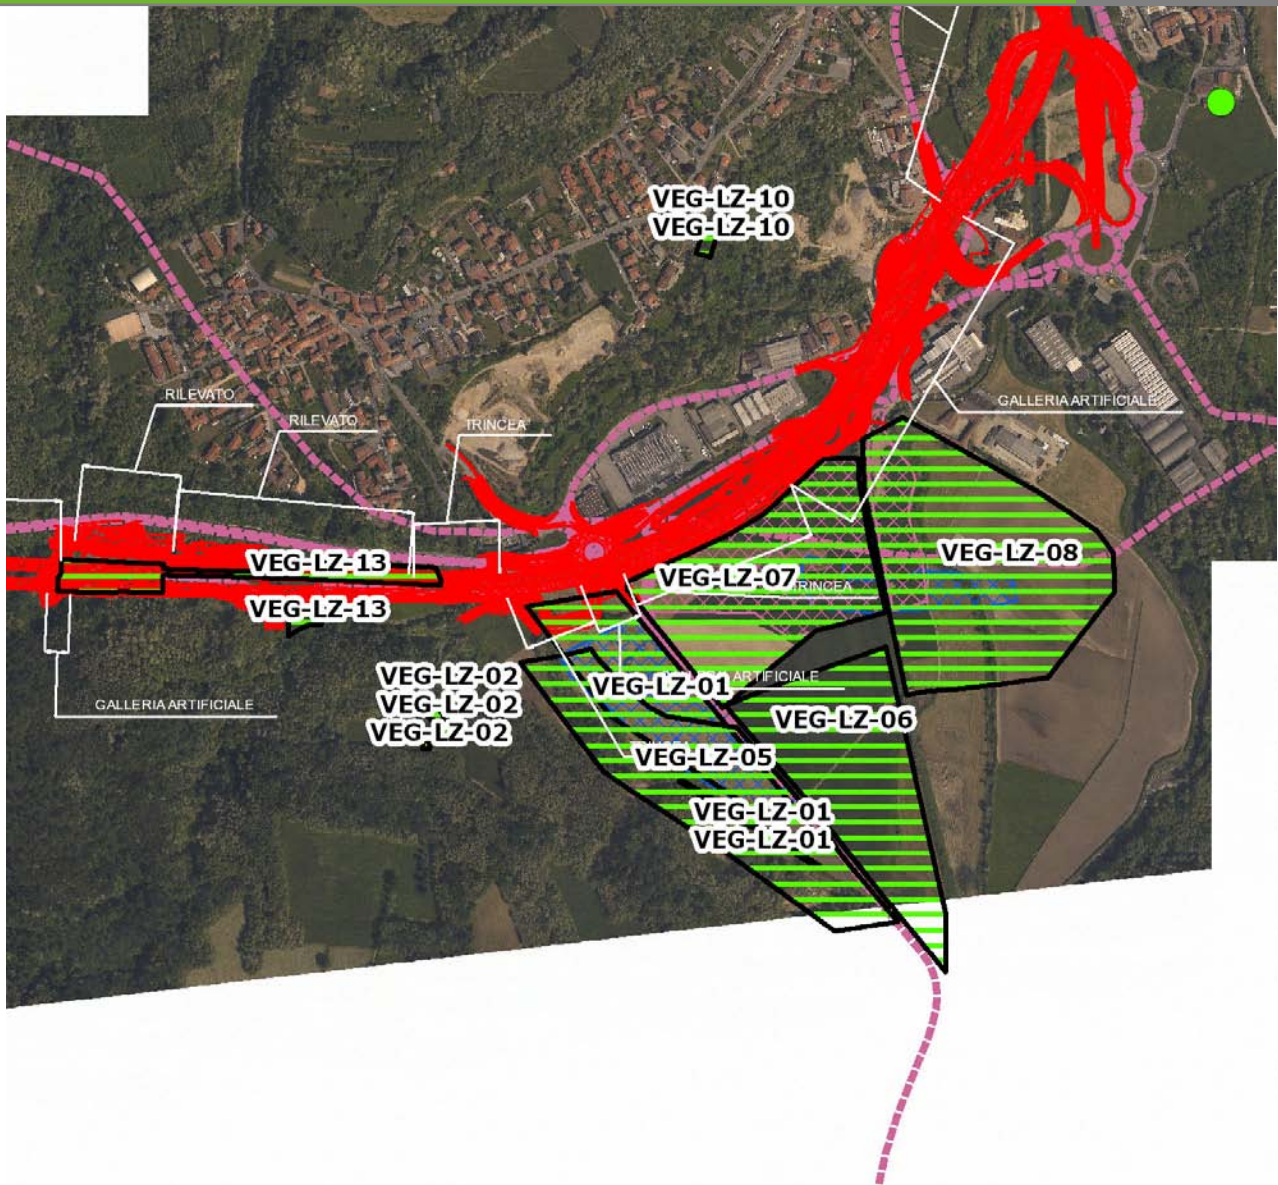 VEG-LZ-10
VEG-LZ-10
RILEVATO
RILEVATO
TRINCEA
GALLERIA ARTIFICIALE
VEG-LZ-13
VEG-LZ-08
VEG-LZ-07
TRINCEA
VEG-LZ-13
VEG-LZ-02
VEG-LZ-02
VEG-LZ-02
VEG-LZ-01
ARTIFICIALE
GALLERIA ARTIFICIALE
VEG-LZ-06
VEG-LZ-05
VEG-LZ-01
VEG-LZ-01